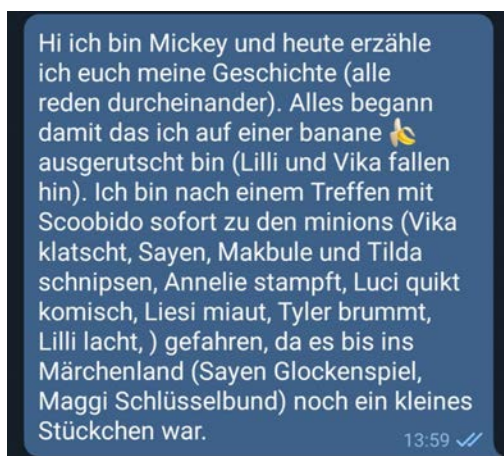 Hi ich bin Mickey und heute erzähle
ich euch meine Geschichte (alle
reden durcheinander). Alles begann
damit das ich auf einer banane 🍌
ausgerutscht bin (Lilli und Vika fallen
hin). Ich bin nach einem Treffen mit
Scoobido sofort zu den minions (Vika
klatscht, Sayen, Makbule und Tilda
schnipsen, Annelie stampft, Luci quikt
komisch, Liesi miaut, Tyler brummt,
Lilli lacht, ) gefahren, da es bis ins
Märchenland (Sayen Glockenspiel,
Maggi Schlüsselbund) noch ein kleines
Stückchen war.
13:59